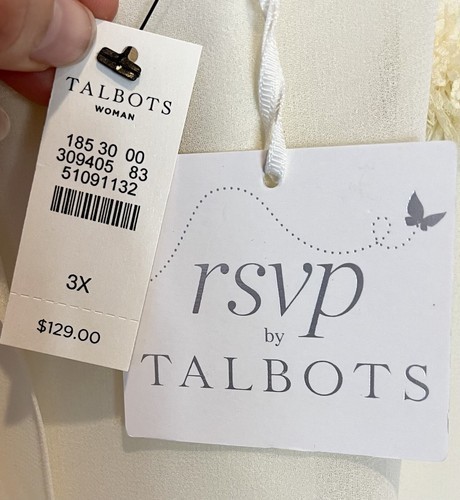 TALBOTS
WOMAN
185 30 00
309405 83
51091132
3X
$129.00
rsvp
by
TALBOTS